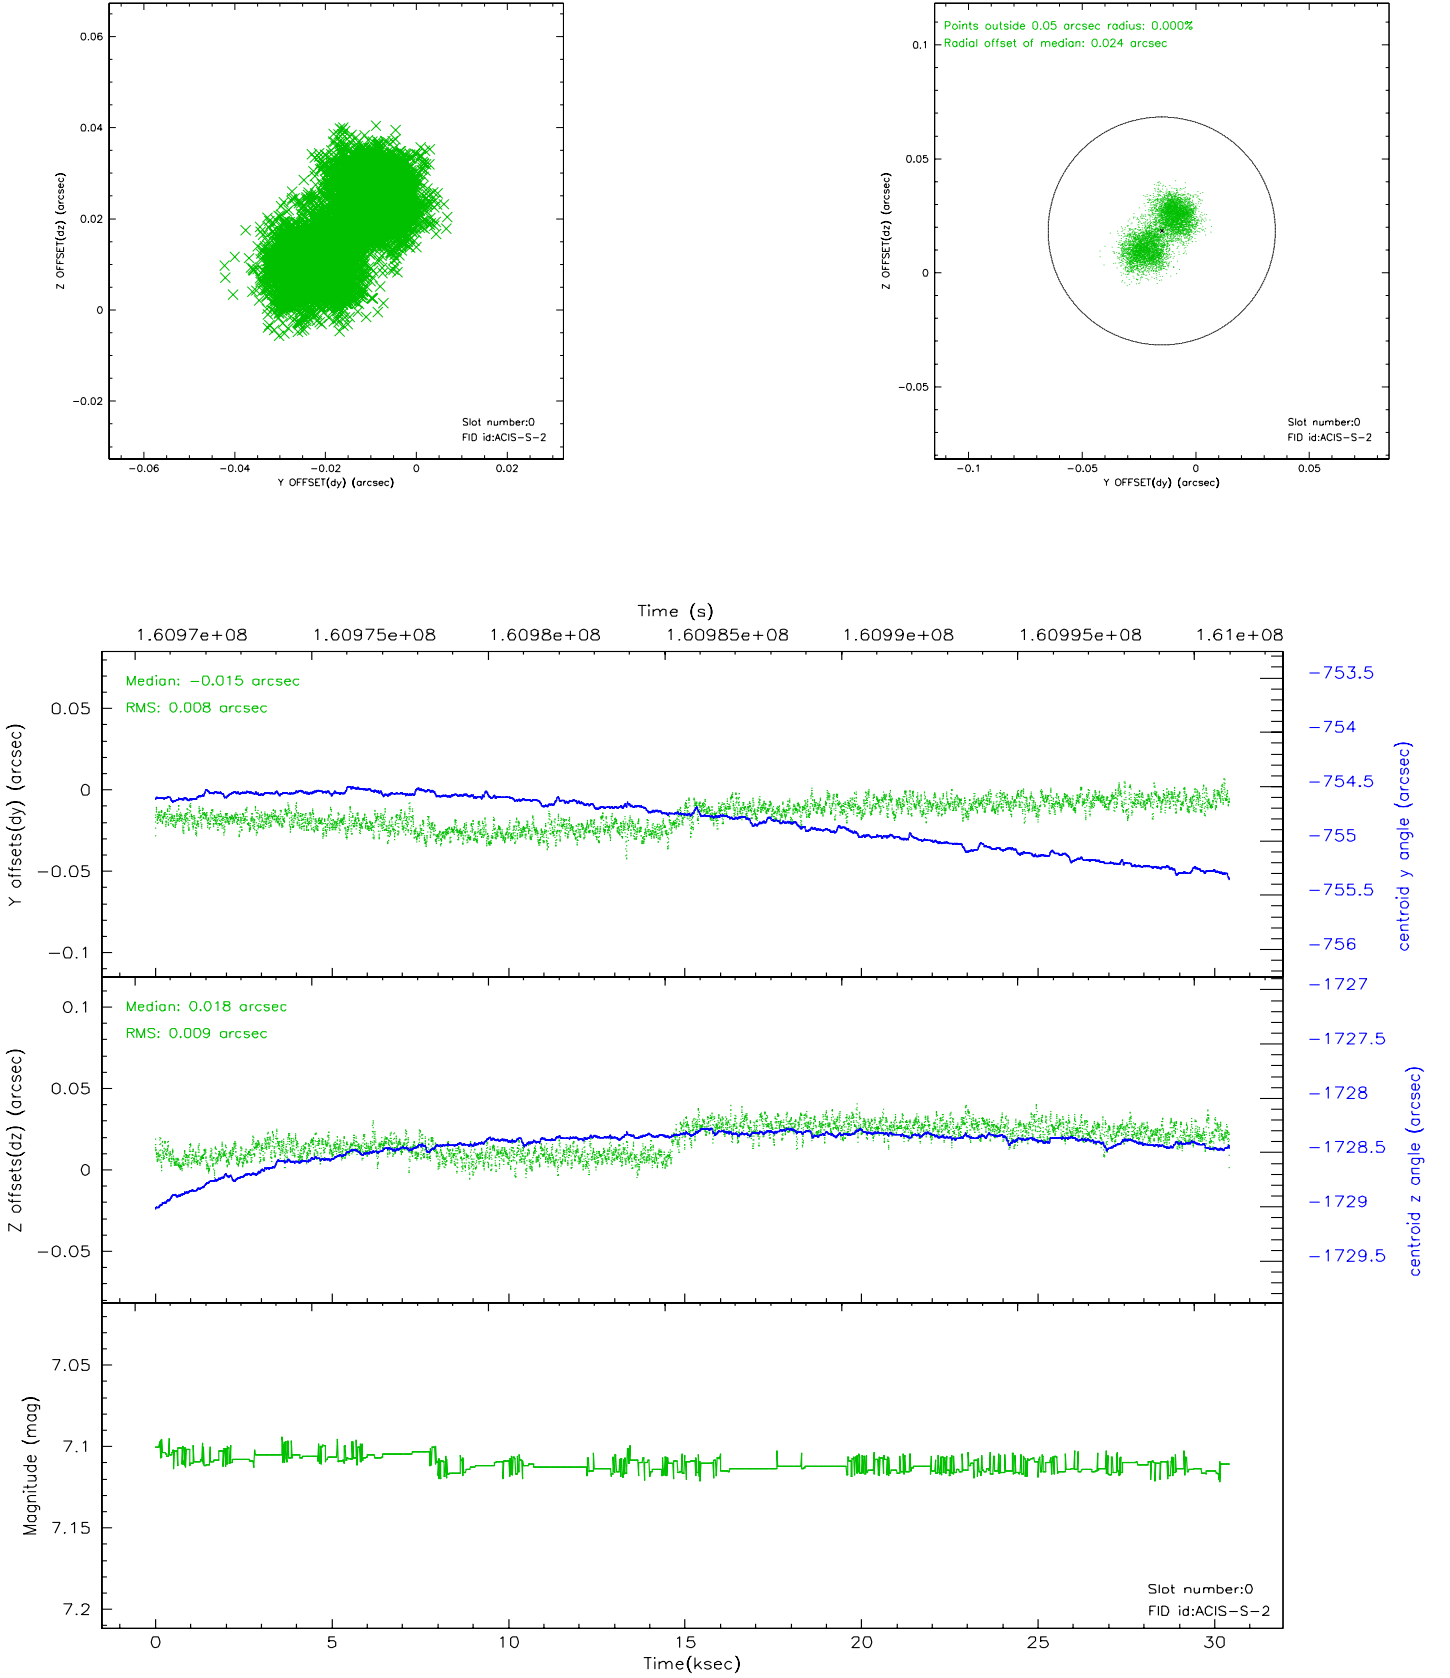 0.06
0.04
0.02
0
−0.02
Z OFFSET(dz) (arcsec)
Slot number:0
FID id:ACIS−S−2
−0.06 −0.04 −0.02 0 0.02
Y OFFSET(dy) (arcsec)
Points outside 0.05 arcsec radius: 0.000%
Radial offset of median: 0.024 arcsec
0.1
0.05
0
−0.05
Z OFFSET(dz) (arcsec)
Slot number:0
FID id:ACIS−S−2
−0.1 −0.05 0 0.05
Y OFFSET(dy) (arcsec)
Time (s)
1.6097e+08 1.60975e+08 1.6098e+08 1.60985e+08 1.6099e+08 1.60995e+08 1.61e+08
Median: −0.015 arcsec
RMS: 0.008 arcsec
0.05
0
−0.05
−0.1
Y offsets(dy) (arcsec)
−753.5
−754
−754.5
−755
−755.5
−756
centroid y angle (arcsec)
Median: 0.018 arcsec
RMS: 0.009 arcsec
0.1
0.05
0
−0.05
Z offsets(dz) (arcsec)
−1727
−1727.5
−1728
−1728.5
−1729
−1729.5
centroid z angle (arcsec)
7.05
7.1
7.15
7.2
Magnitude (mag)
Slot number:0
FID id:ACIS−S−2
0 5 10 15 20 25 30
Time(ksec)